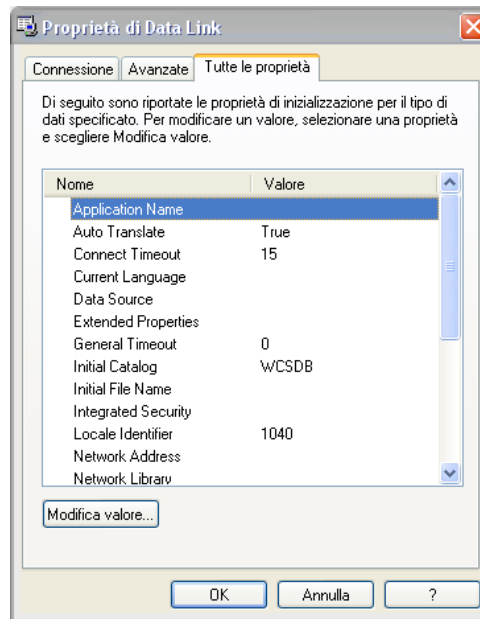 Proprietà di Data Link
Connessione Avanzate Tutte le proprietà
Di seguito sono riportate le proprietà di inizializzazione per il tipo di
dati specificato. Per modificare un valore, selezionare una proprietà
e scegliere Modifica valore.
Nome Valore
Application Name
Auto Translate True
Connect Timeout 15
Current Language
Data Source
Extended Properties
General Timeout 0
Initial Catalog WCSDB
Initial File Name
Integrated Security
Locale Identifier 1040
Network Address
Network Library
Modifica valore...
OK Annulla ?